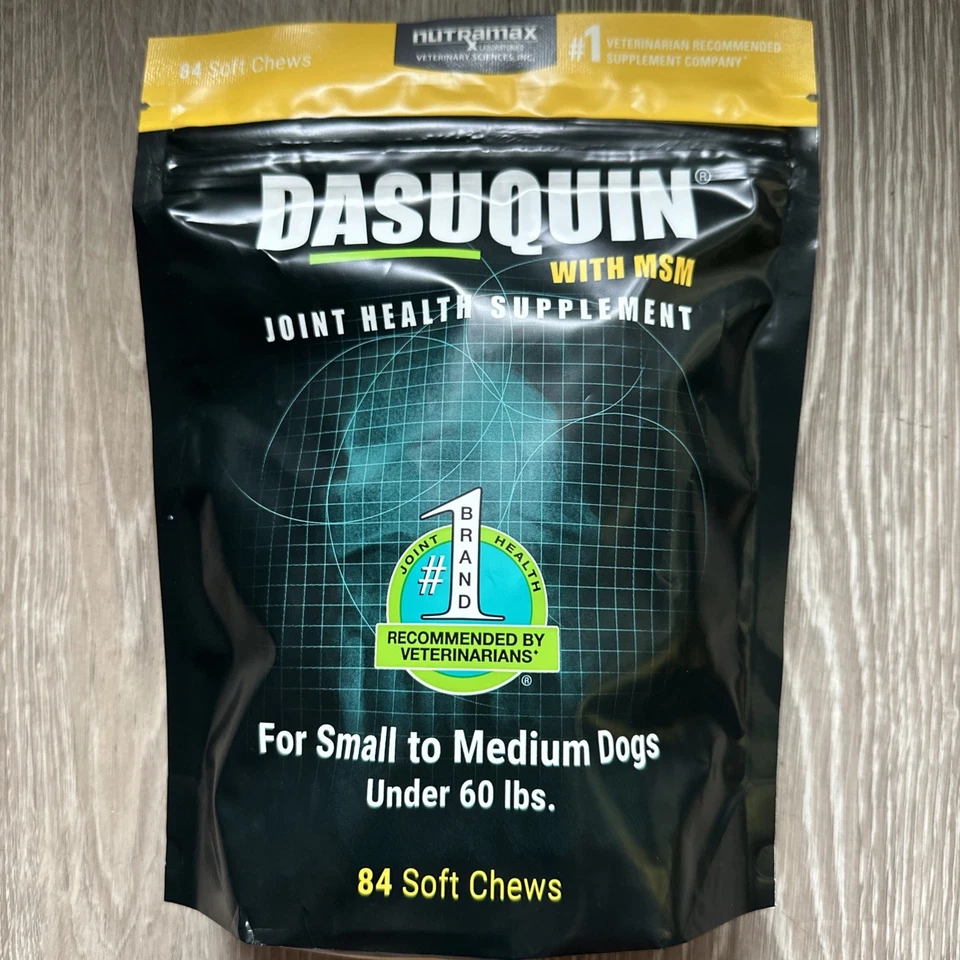 84 Soft Chews
nutramax
LABORATORIES
VETERINARY SCIENCES, INC.
#1 VETERINARIAN RECOMMENDED
SUPPLEMENT COMPANY*
DASUQUIN®
WITH MSM
JOINT HEALTH SUPPLEMENT
JOINT HEALTH
#1 BRAND
RECOMMENDED BY
VETERINARIANS*
®
For Small to Medium Dogs
Under 60 lbs.
84 Soft Chews